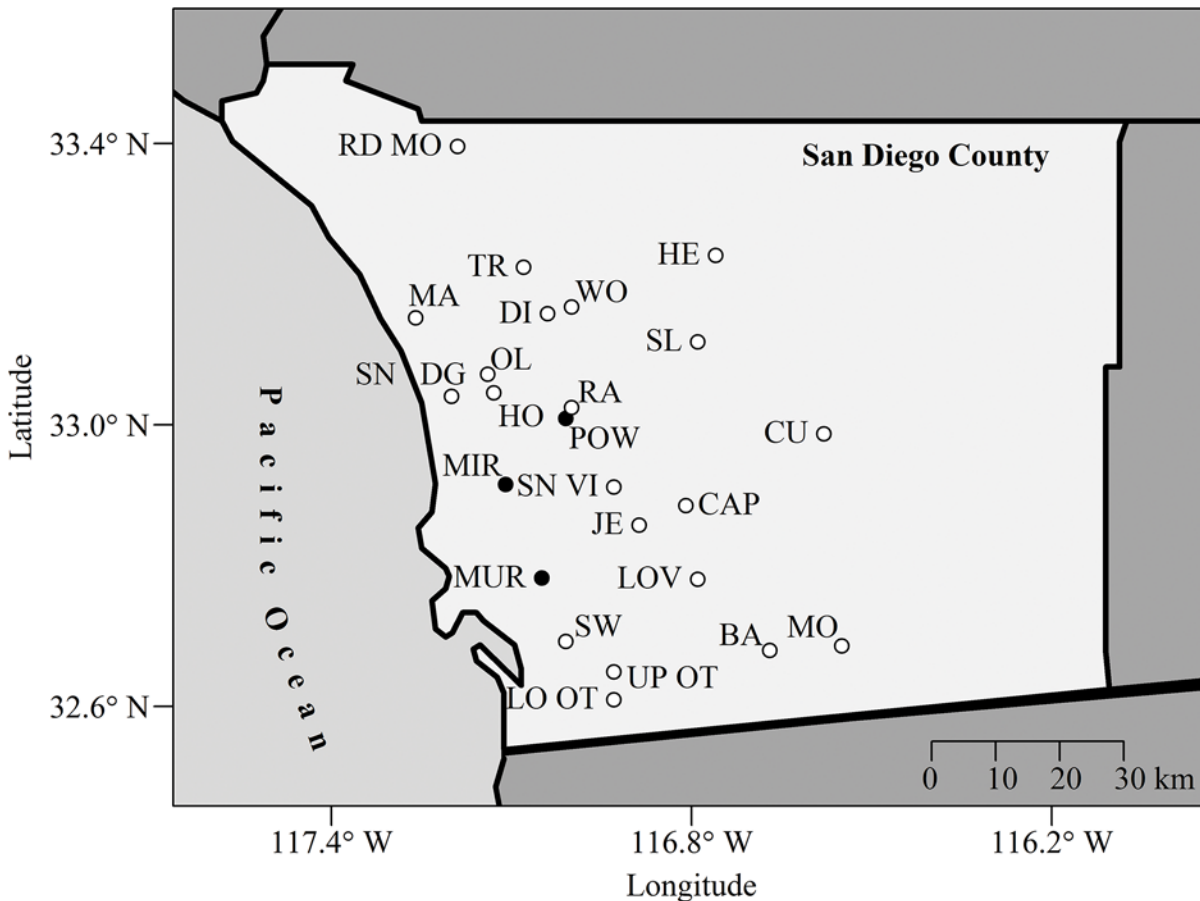 33.4° N
RD MO
San Diego County
HE
TR
WO
MA
DI
SL
OL
SN DG
RA
HO
33.0° N
POW
CU
MIR
SN VI
CAP
JE
MUR
LOV
SW
MO
BA
UP OT
LO OT
32.6° N
Pacific Ocean
Latitude
0 10 20 30 km
117.4° W 116.8° W 116.2° W
Longitude